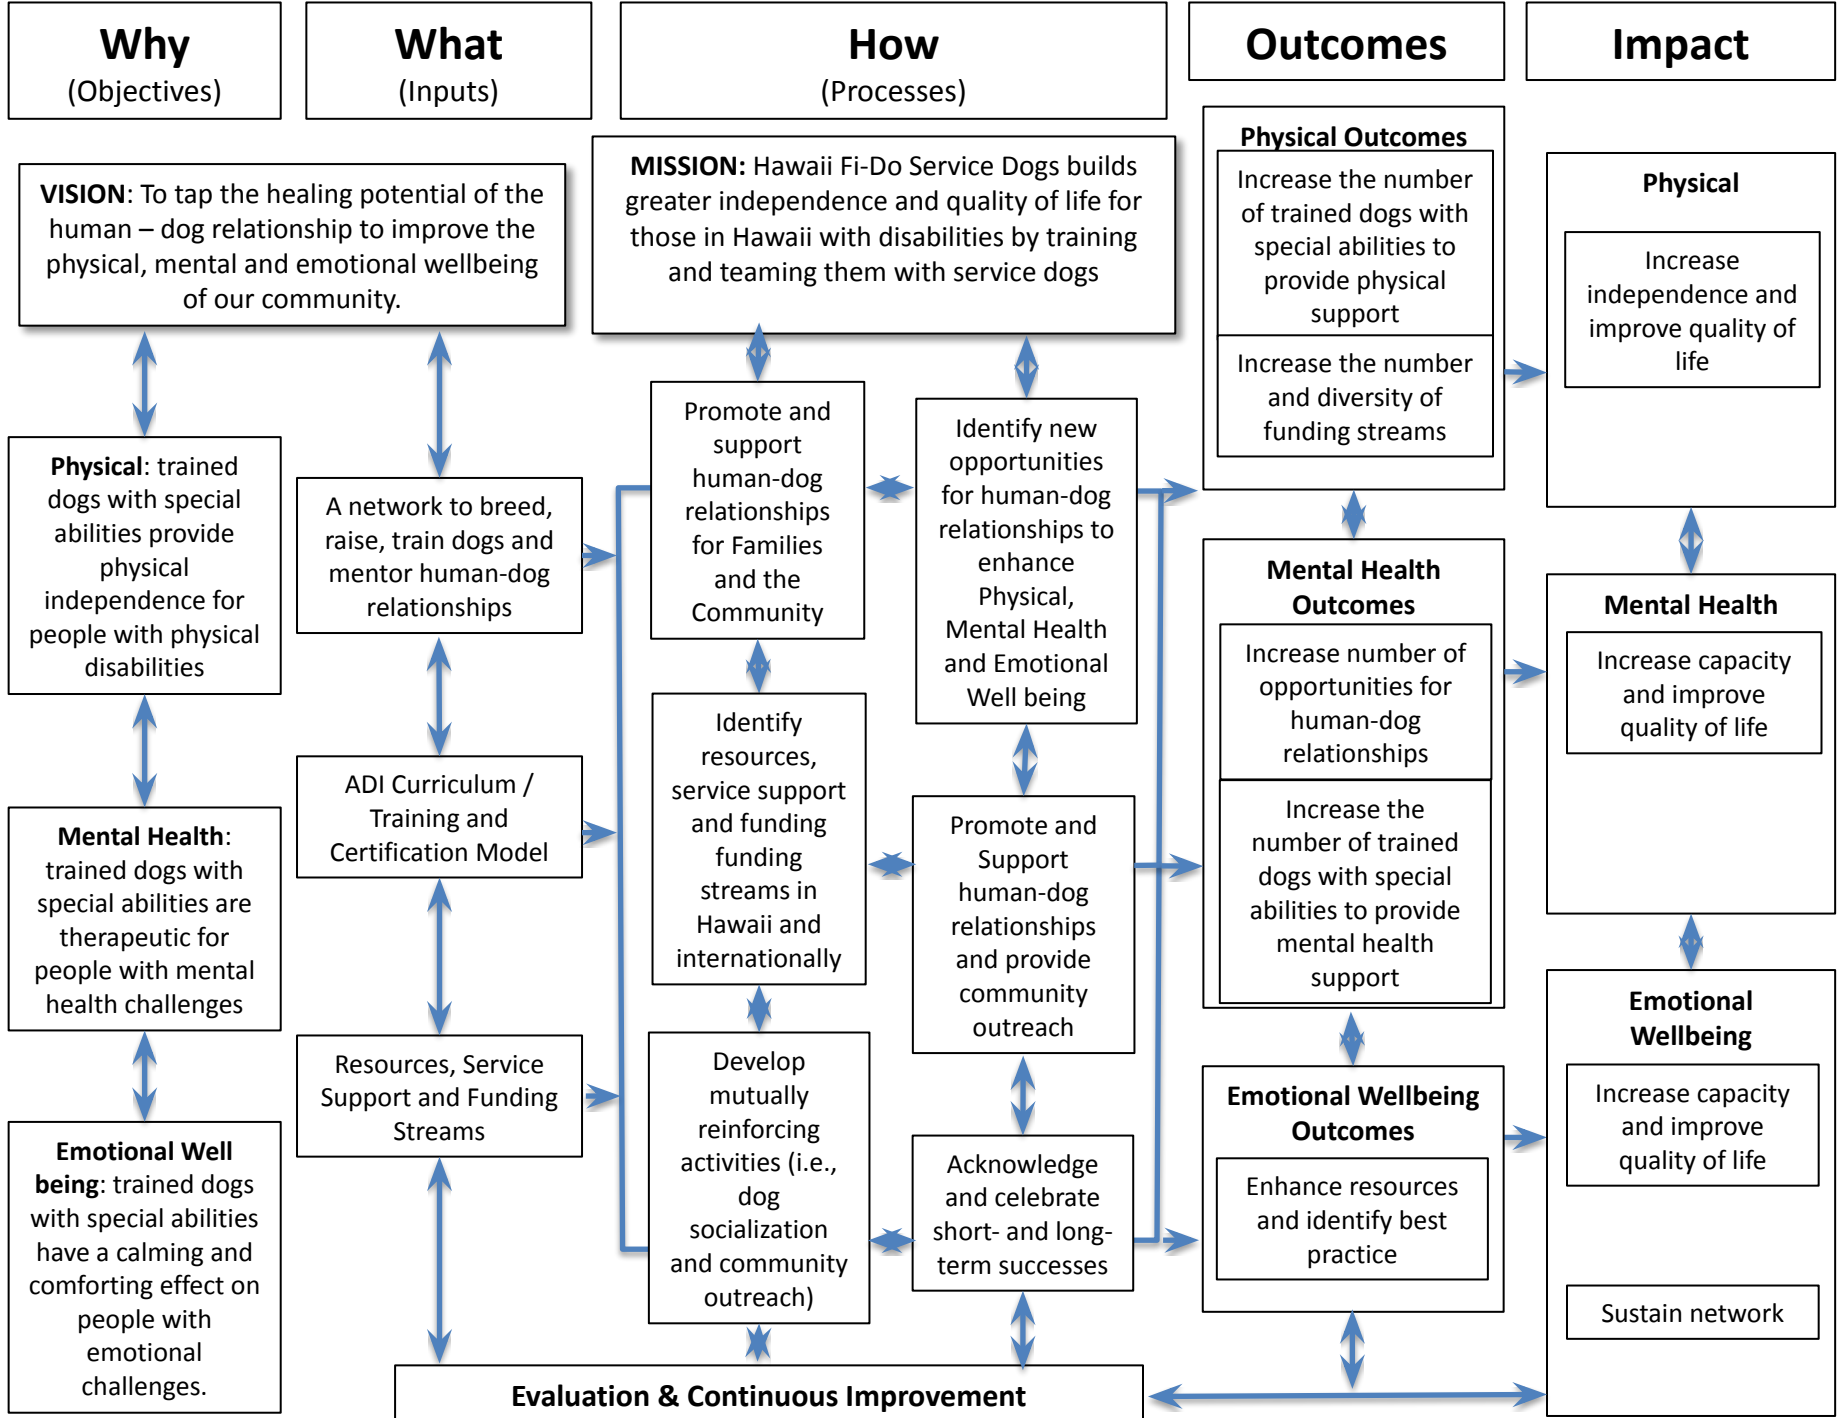 Why
(Objectives)
What
(Inputs)
How
(Processes)
Outcomes
Impact
VISION: To tap the healing potential of the
human – dog relationship to improve the
physical, mental and emotional wellbeing
of our community.
MISSION: Hawaii Fi-Do Service Dogs builds
greater independence and quality of life for
those in Hawaii with disabilities by training
and teaming them with service dogs
Physical: trained
dogs with special
abilities provide
physical
independence for
people with physical
disabilities
Mental Health:
trained dogs with
special abilities are
therapeutic for
people with mental
health challenges
Emotional Well
being: trained dogs
with special abilities
have a calming and
comforting effect on
people with
emotional
challenges.
A network to breed,
raise, train dogs and
mentor human-dog
relationships
ADI Curriculum /
Training and
Certification Model
Resources, Service
Support and Funding
Streams
Promote and
support
human-dog
relationships
for Families
and the
Community
Identify
resources,
service support
and funding
funding
streams in
Hawaii and
internationally
Develop
mutually
reinforcing
activities (i.e.,
dog
socialization
and community
outreach)
Identify new
opportunities
for human-dog
relationships to
enhance
Physical,
Mental Health
and Emotional
Well being
Promote and
Support
human-dog
relationships
and provide
community
outreach
Acknowledge
and celebrate
short- and long-
term successes
Physical Outcomes
Increase the number
of trained dogs with
special abilities to
provide physical
support
Increase the number
and diversity of
funding streams
Mental Health
Outcomes
Increase number of
opportunities for
human-dog
relationships
Increase the
number of trained
dogs with special
abilities to provide
mental health
support
Emotional Wellbeing
Outcomes
Enhance resources
and identify best
practice
Physical
Increase
independence and
improve quality of
life
Mental Health
Increase capacity
and improve
quality of life
Emotional
Wellbeing
Increase capacity
and improve
quality of life
Sustain network
Evaluation & Continuous Improvement